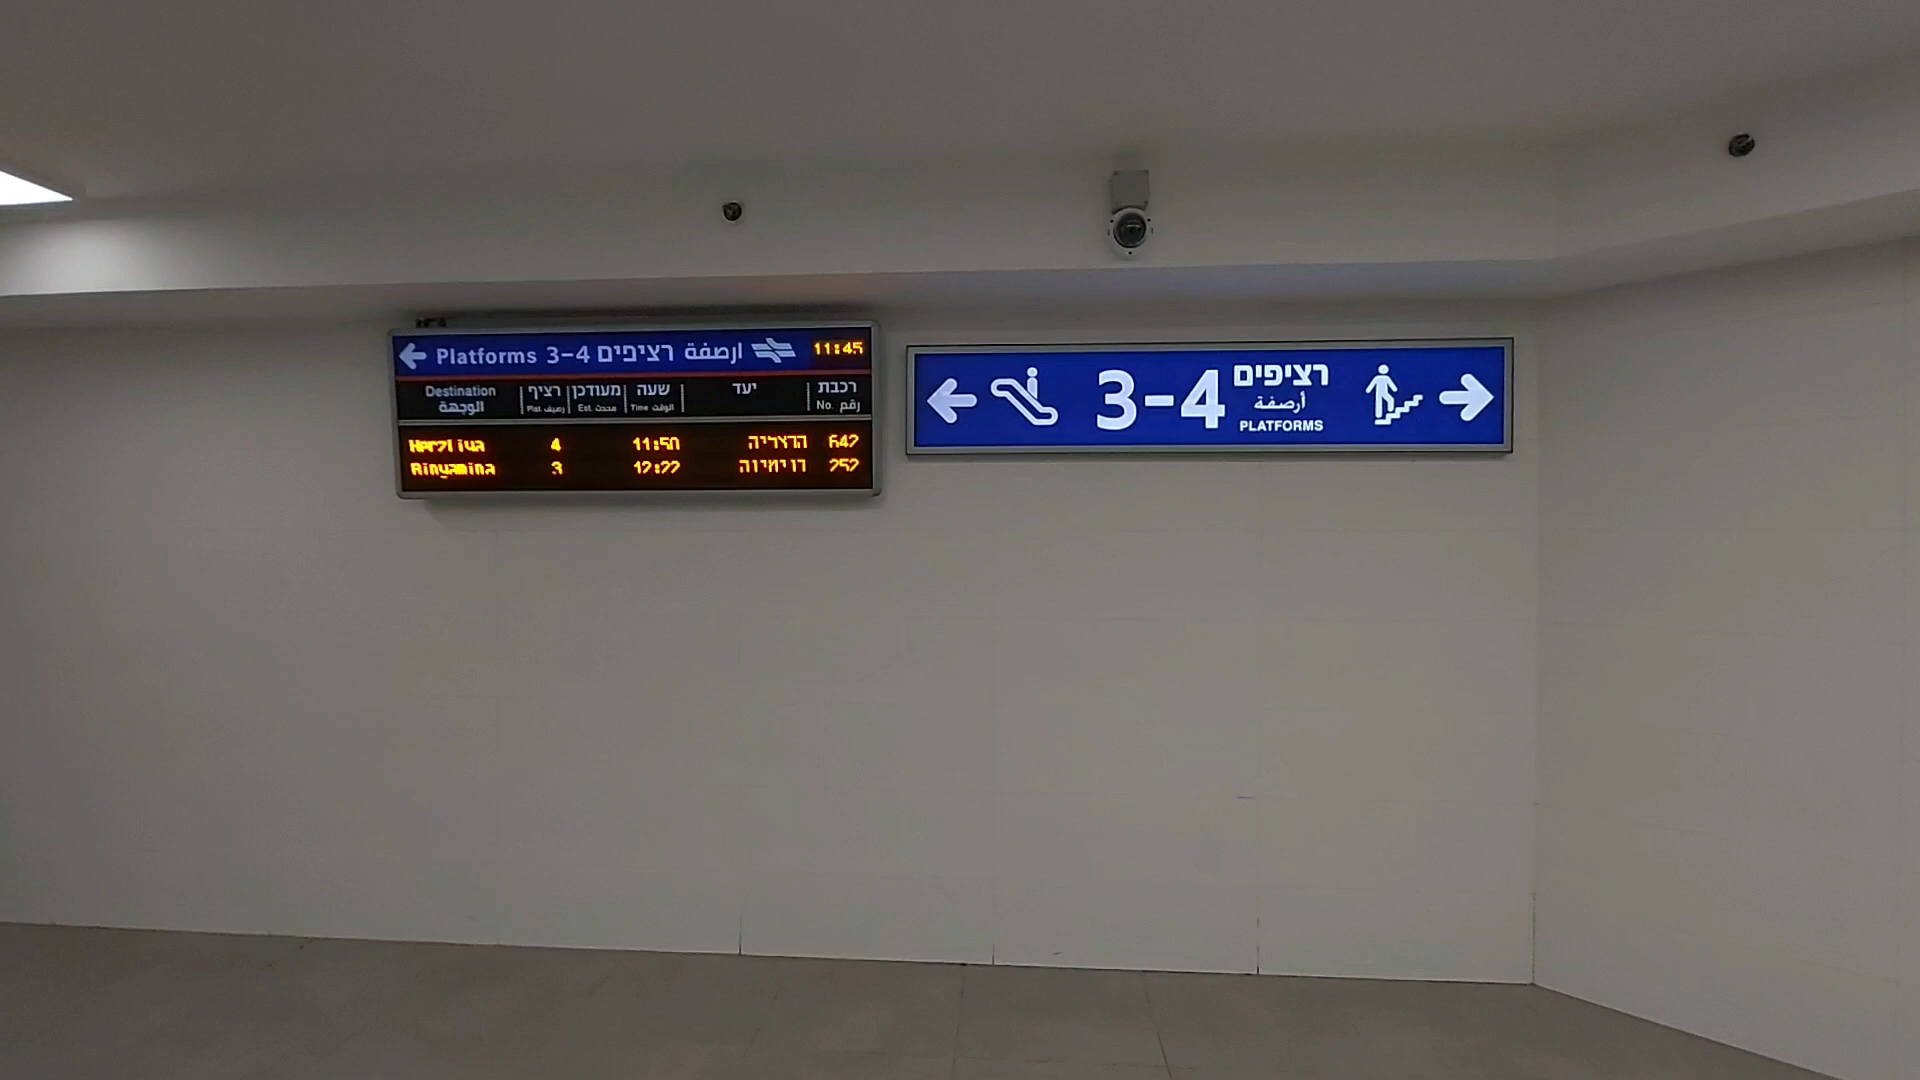 Platforms 3-4 רציפים ارصفة 11:45
Destination רציף מעודכן שעה יעד רכבת
الوجهة Plat. رصيف Est. محدث Time الوقت No. رقم
Herzliya 4 11:50 הרצליה 642
Binyamina 3 12:22 בנימינה 252
3-4 רציפים
أرصفة
PLATFORMS